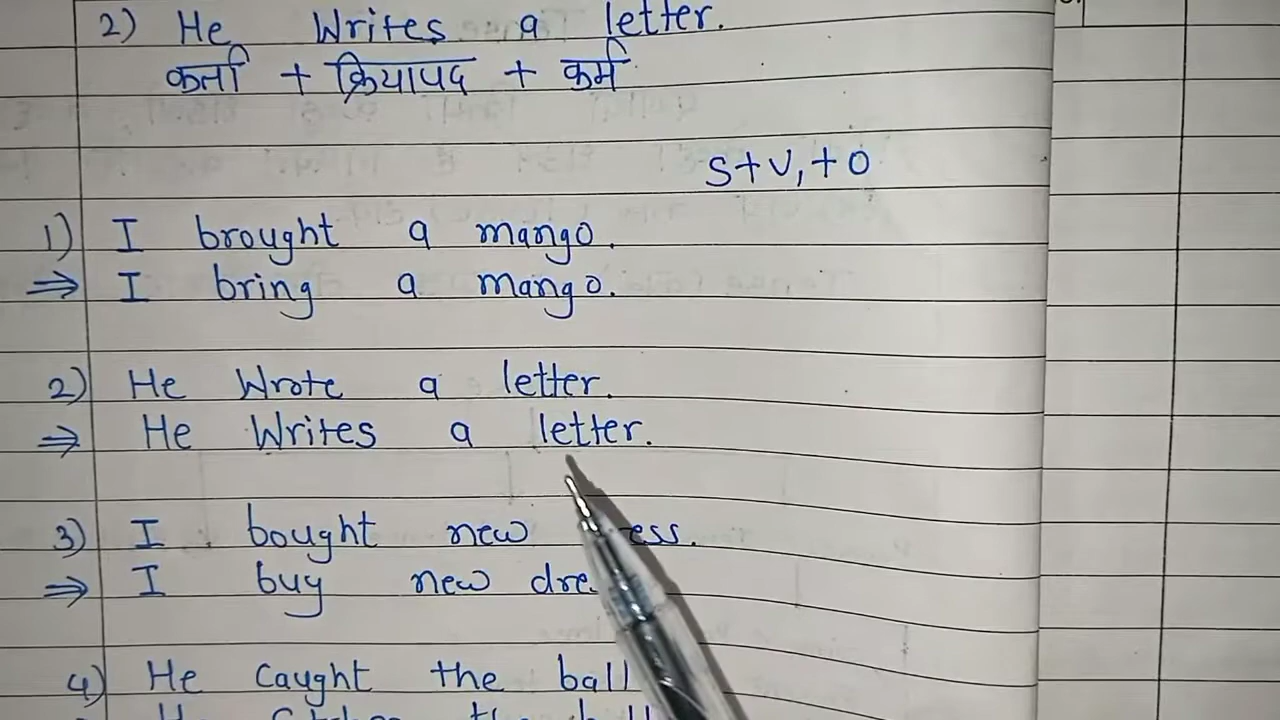 2) He Writes a letter.
कर्ता + क्रियापद + कर्म
S+V₁+O
1) I brought a mango.
⇒ I bring a mango.
2) He Wrote a letter.
⇒ He Writes a letter.
3) I bought new
⇒ I buy new
4) He Caught the ball